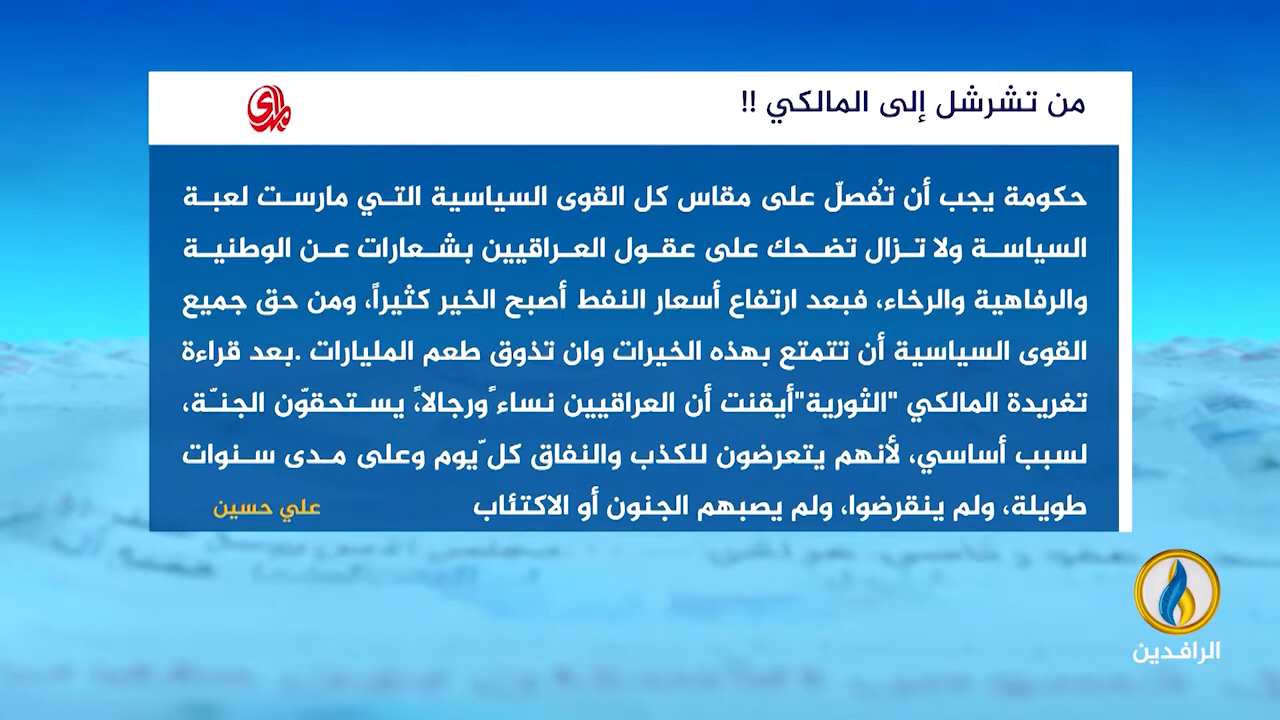 من تشرشل إلى المالكي !!
المدى
حكومة يجب أن تُفصلّ على مقاس كل القوى السياسية التي مارست لعبة
السياسة ولا تزال تضحك على عقول العراقيين بشعارات عن الوطنية
والرفاهية والرخاء، فبعد ارتفاع أسعار النفط أصبح الخير كثيراً، ومن حق جميع
القوى السياسية أن تتمتع بهذه الخيرات وان تذوق طعم المليارات .بعد قراءة
تغريدة المالكي "الثورية"أيقنت أن العراقيين نساء ًورجالاً، يستحقوّن الجنـّة،
لسبب أساسي، لأنهم يتعرضون للكذب والنفاق كل ّيوم وعلى مدى سنوات
طويلة، ولم ينقرضوا، ولم يصبهم الجنون أو الاكتئاب
علي حسين
الرافدين